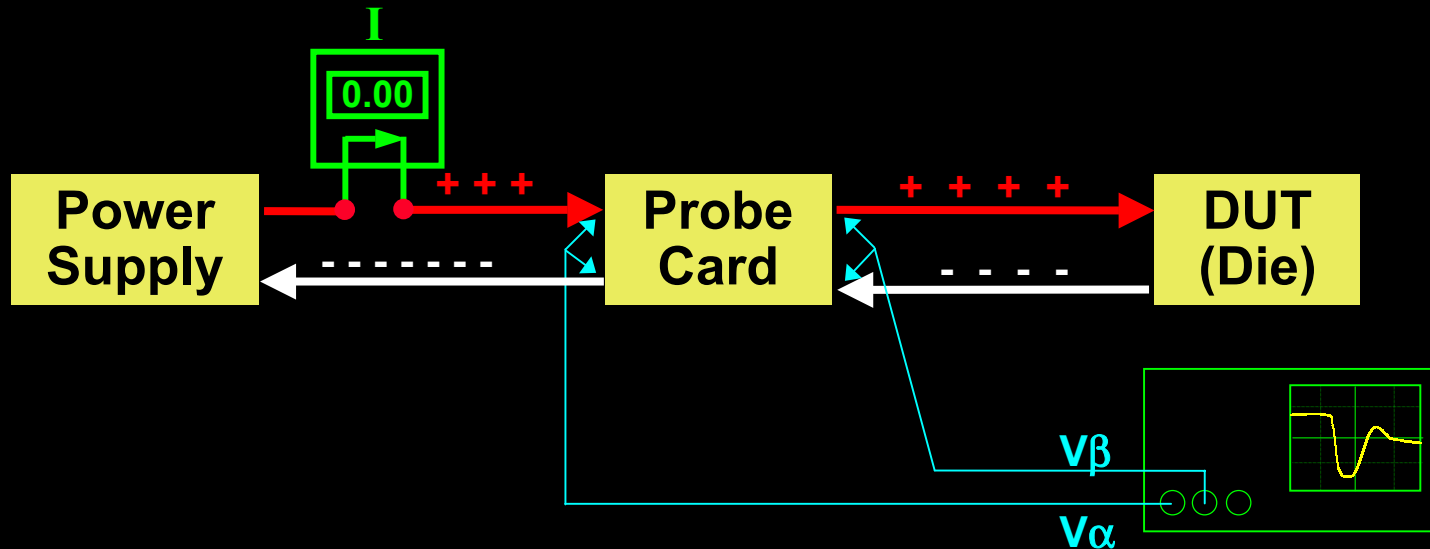 I
0.00
+ + +
+ + + +
Power
Supply
Probe
Card
DUT
(Die)
- - - - - - -
- - - -
Vβ
Vα